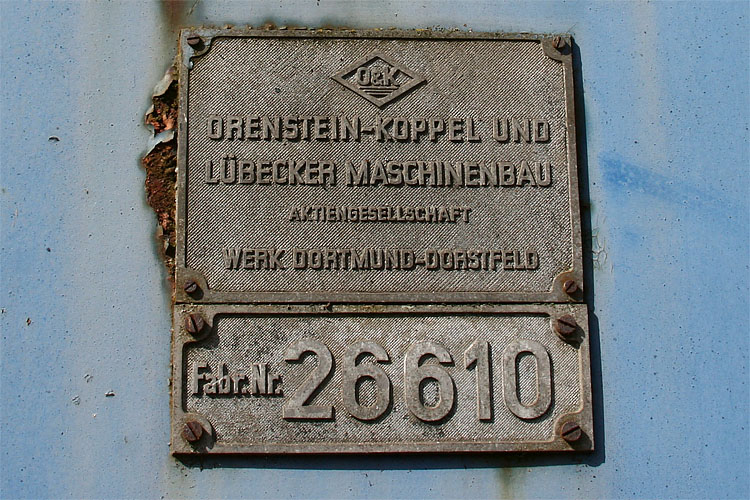 O&K
ORENSTEIN-KOPPEL UND
LÜBECKER MASCHINENBAU
AKTIENGESELLSCHAFT
WERK DORTMUND-DORSTFELD
Fabr.Nr. 26610